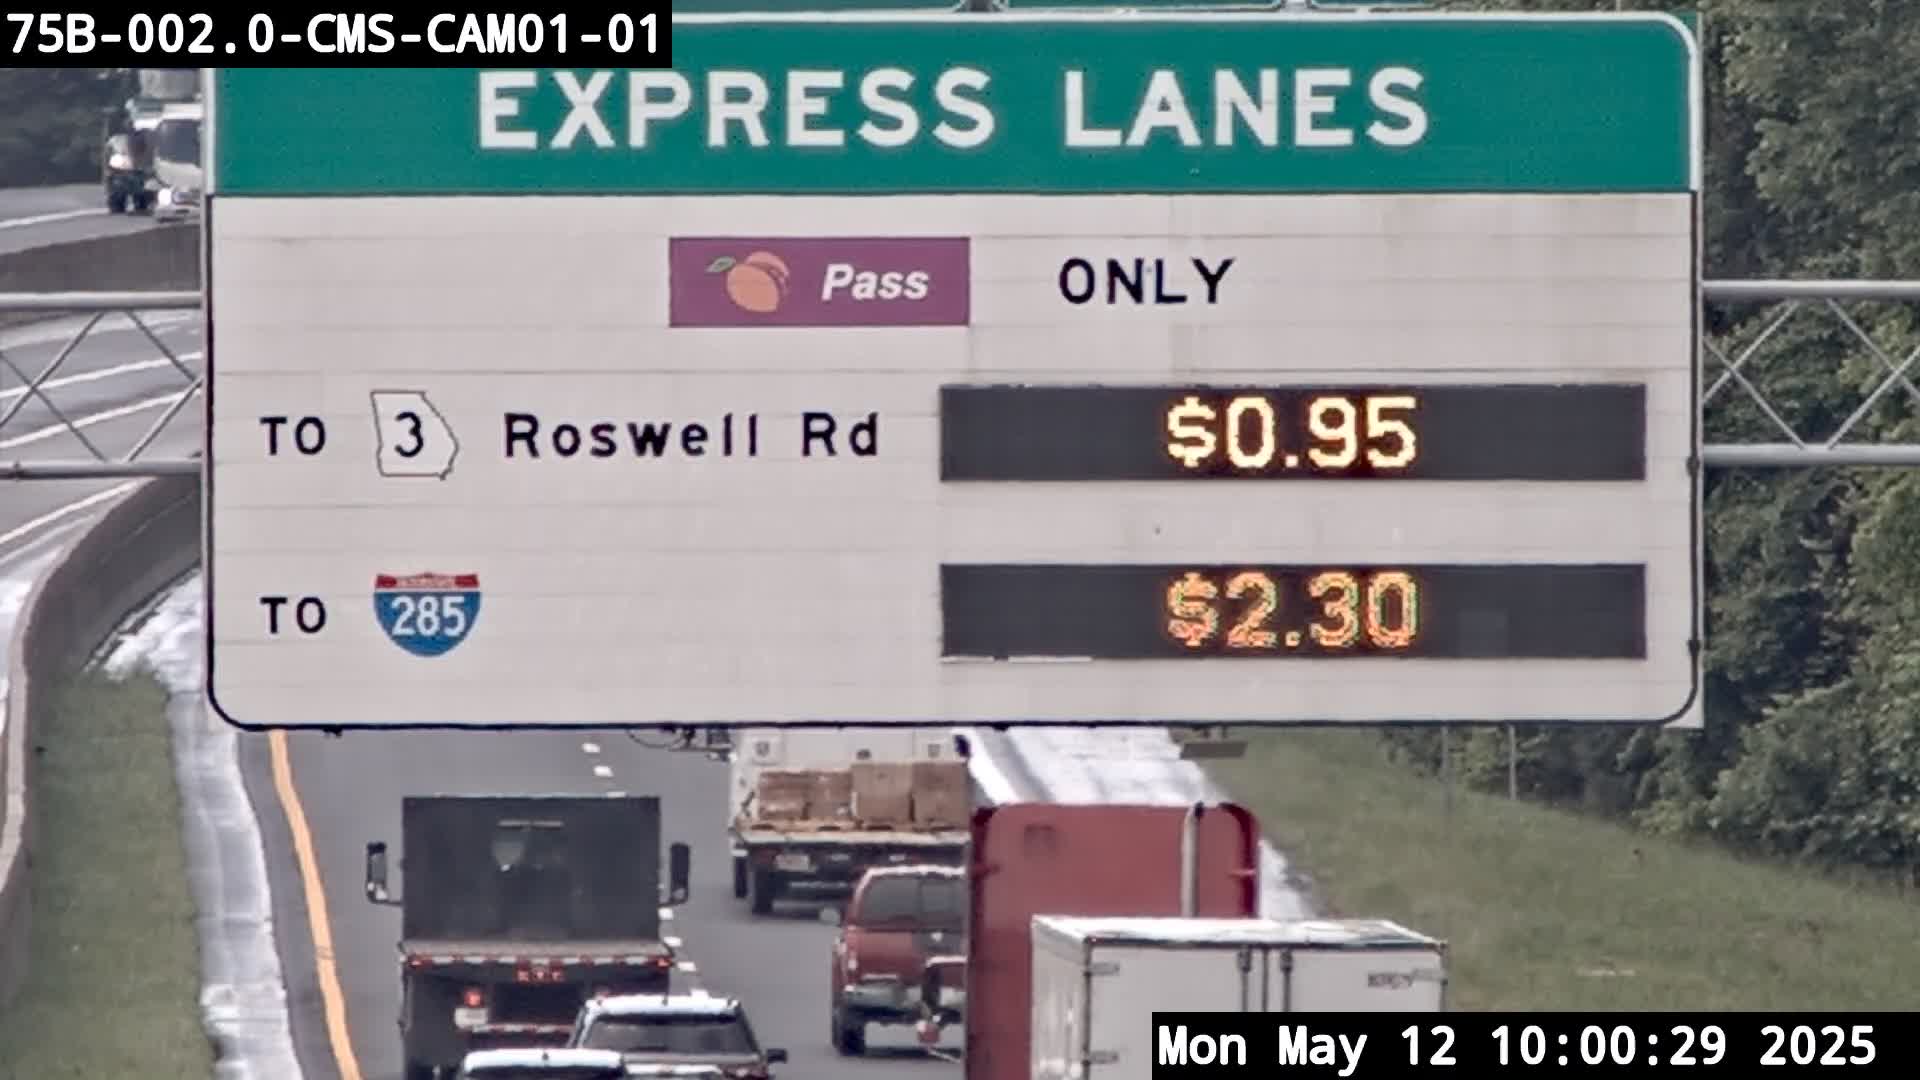 75B-002.0-CMS-CAM01-01
EXPRESS LANES
Pass ONLY
TO 3 Roswell Rd $0.95
TO 285 $2.30
Mon May 12 10:00:29 2025